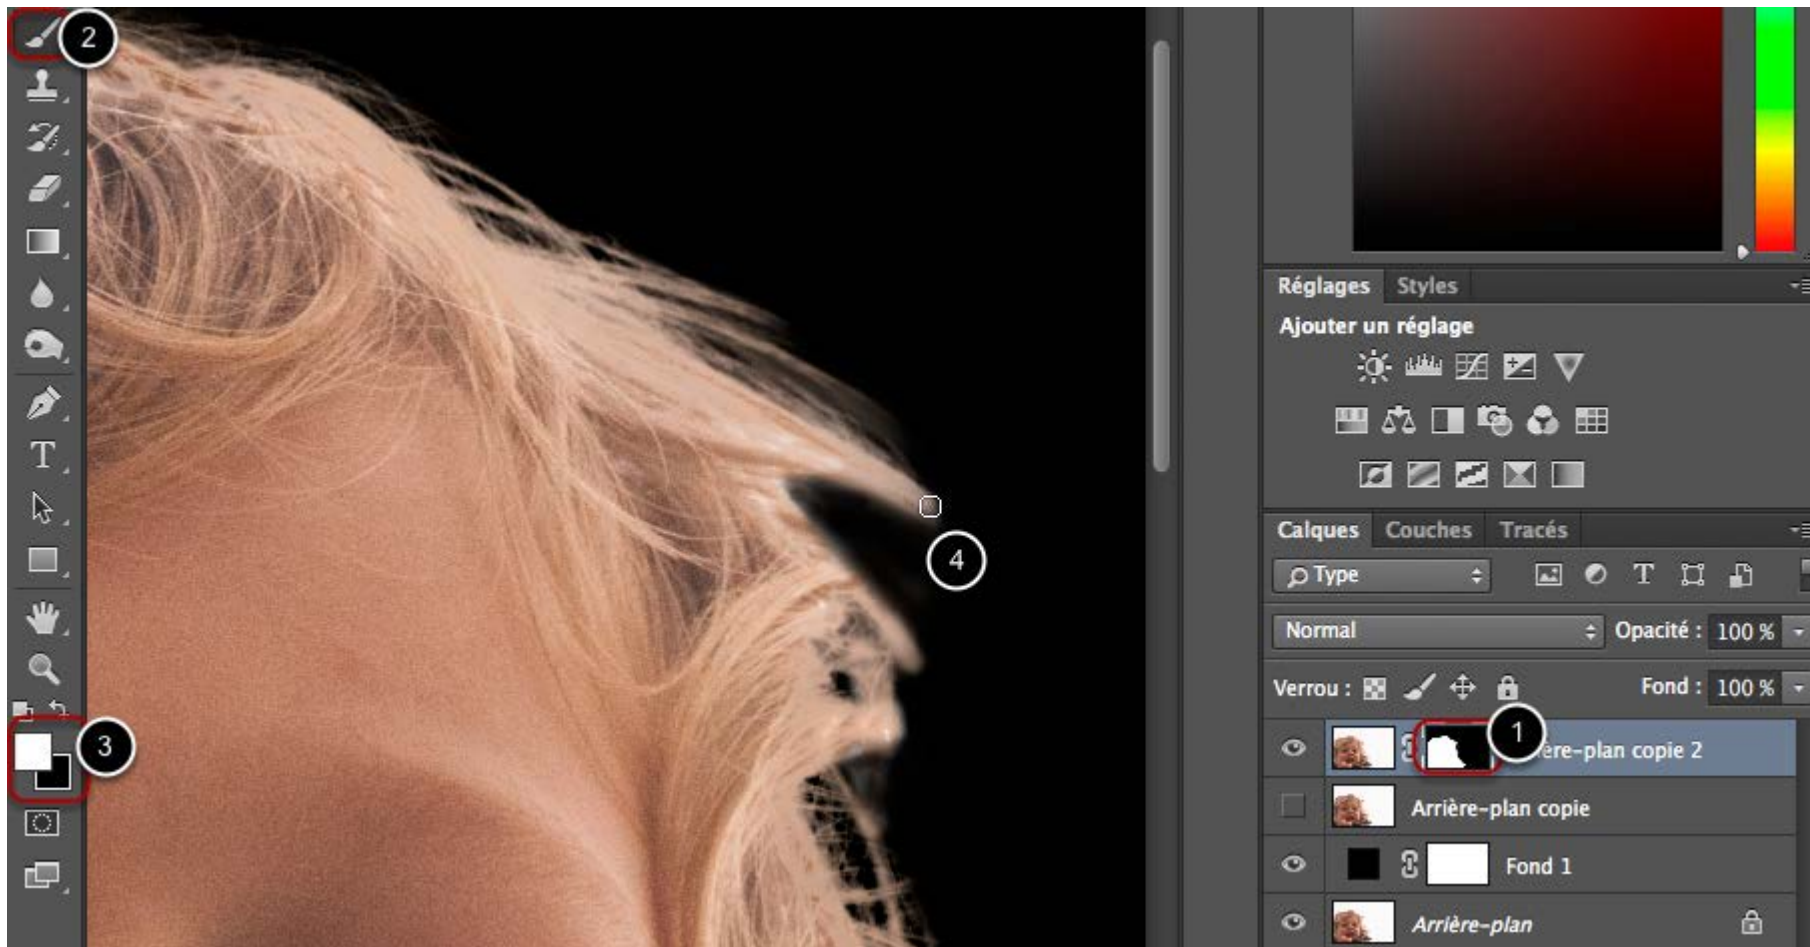 2
T
3
4
Réglages Styles
Ajouter un réglage
Calques Couches Tracés
Type
T
Normal Opacité : 100 %
Verrou : Fond : 100 %
1
ère-plan copie 2
Arrière-plan copie
Fond 1
Arrière-plan